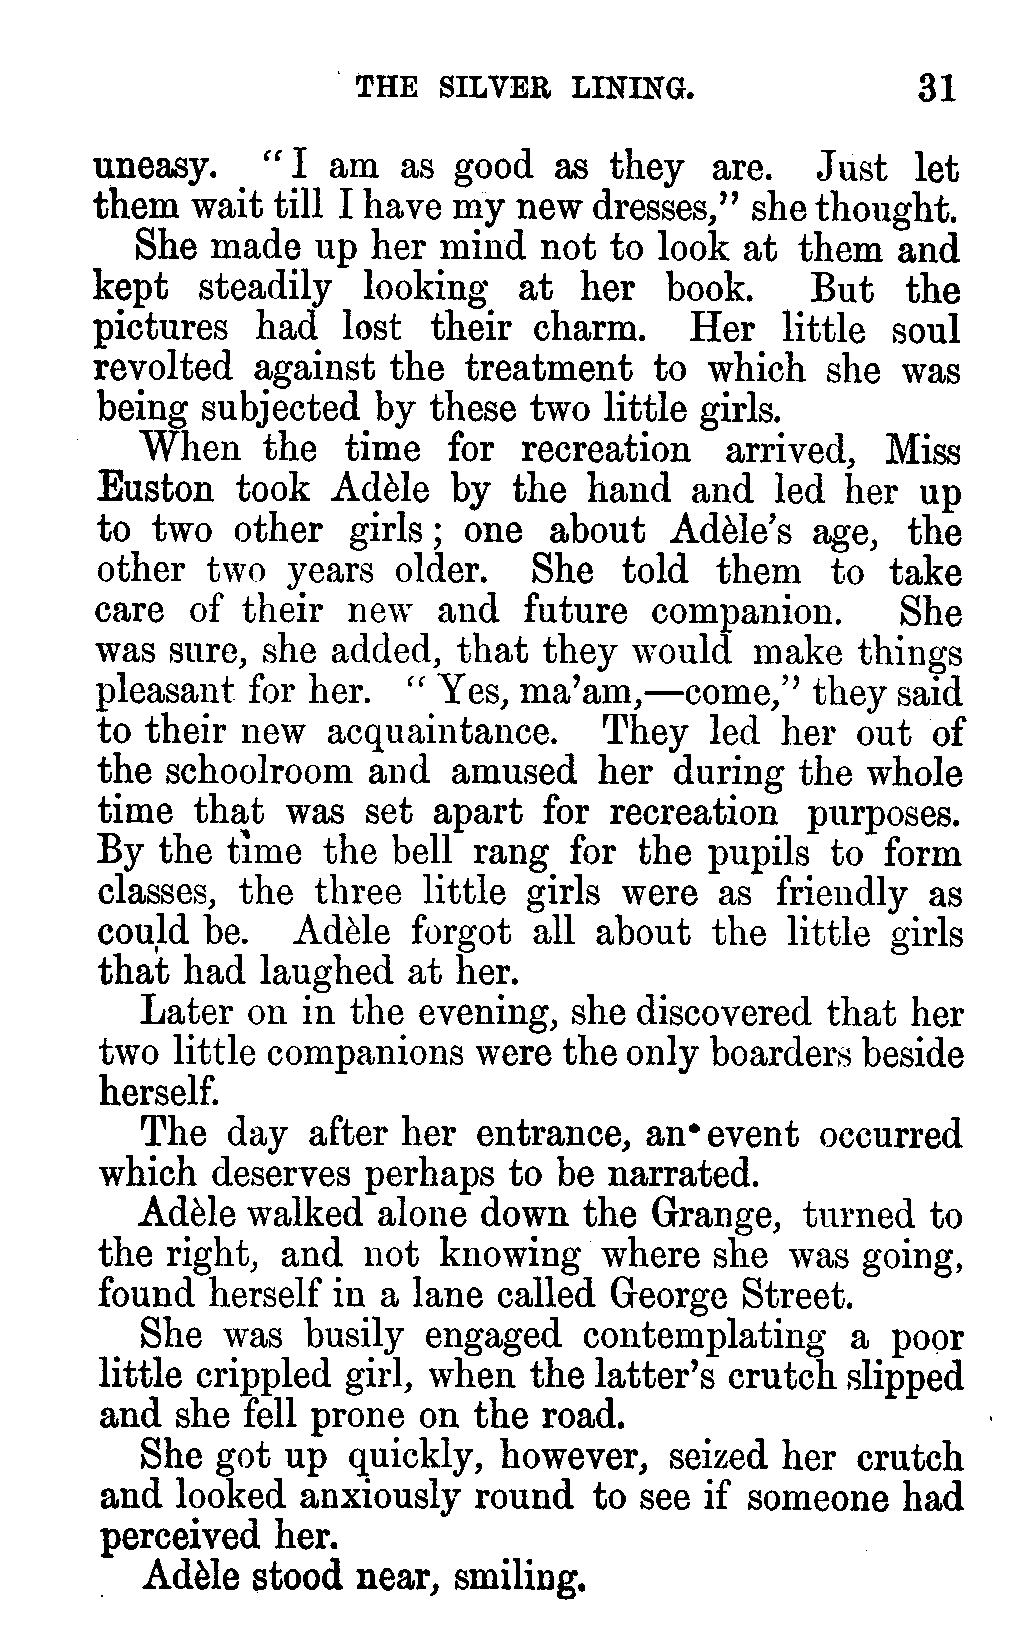 THE SILVER LINING. 31
uneasy. “I am as good as they are. Just let
them wait till I have my new dresses,” she thought.
She made up her mind not to look at them and
kept steadily looking at her book. But the
pictures had lost their charm. Her little soul
revolted against the treatment to which she was
being subjected by these two little girls.
When the time for recreation arrived, Miss
Euston took Adèle by the hand and led her up
to two other girls; one about Adèle’s age, the
other two years older. She told them to take
care of their new and future companion. She
was sure, she added, that they would make things
pleasant for her. “Yes, ma’am,—come,” they said
to their new acquaintance. They led her out of
the schoolroom and amused her during the whole
time that was set apart for recreation purposes.
By the time the bell rang for the pupils to form
classes, the three little girls were as friendly as
could be. Adèle forgot all about the little girls
that had laughed at her.
Later on in the evening, she discovered that her
two little companions were the only boarders beside
herself.
The day after her entrance, an event occurred
which deserves perhaps to be narrated.
Adèle walked alone down the Grange, turned to
the right, and not knowing where she was going,
found herself in a lane called George Street.
She was busily engaged contemplating a poor
little crippled girl, when the latter’s crutch slipped
and she fell prone on the road.
She got up quickly, however, seized her crutch
and looked anxiously round to see if someone had
perceived her.
Adèle stood near, smiling.